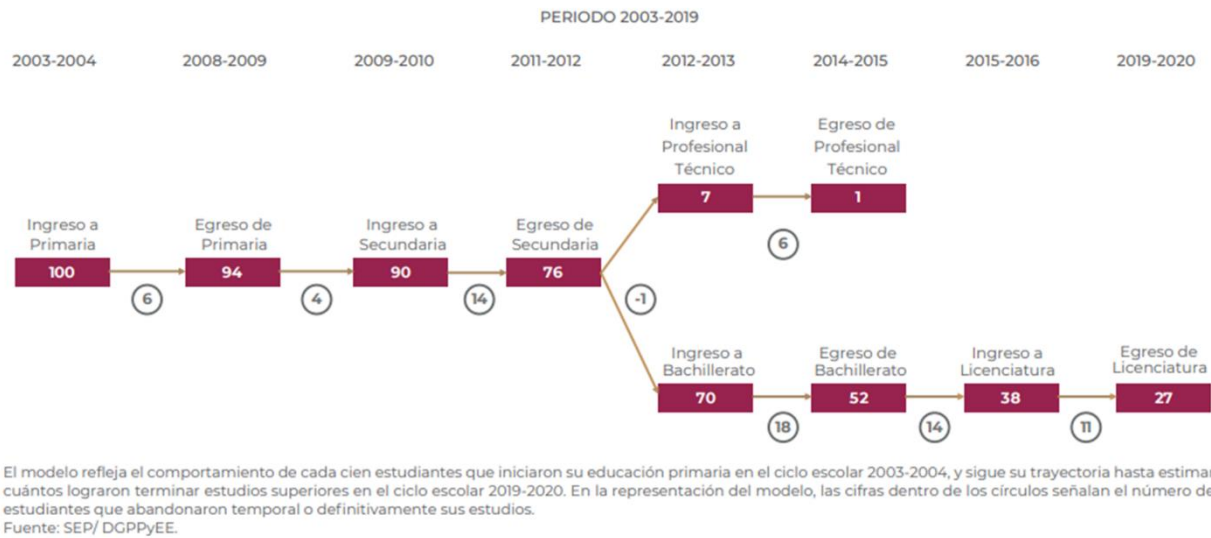 PERIODO 2003-2019
2003-2004 2008-2009 2009-2010 2011-2012 2012-2013 2014-2015 2015-2016 2019-2020
Ingreso a
Profesional
Técnico
7
Egreso de
Profesional
Técnico
1
6
Ingreso a
Primaria
100
6
Egreso de
Primaria
94
4
Ingreso a
Secundaria
90
14
Egreso de
Secundaria
76
-1
Ingreso a
Bachillerato
70
18
Egreso de
Bachillerato
52
14
Ingreso a
Licenciatura
38
11
Egreso de
Licenciatura
27
El modelo refleja el comportamiento de cada cien estudiantes que iniciaron su educación primaria en el ciclo escolar 2003-2004, y sigue su trayectoria hasta estimar
cuántos lograron terminar estudios superiores en el ciclo escolar 2019-2020. En la representación del modelo, las cifras dentro de los círculos señalan el número de
estudiantes que abandonaron temporal o definitivamente sus estudios.
Fuente: SEP/ DGPPyEE.